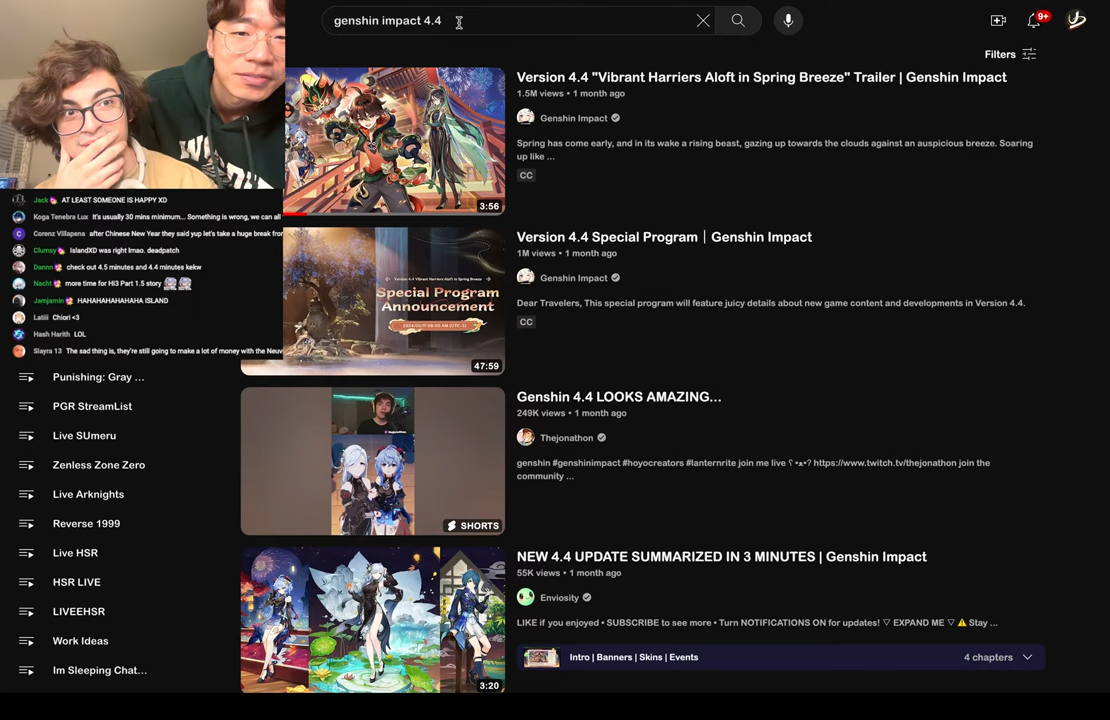 genshin impact 4.4
9+
Filters
3:56
Version 4.4 "Vibrant Harriers Aloft in Spring Breeze" Trailer | Genshin Impact
1.5M views • 1 month ago
Genshin Impact
Spring has come early, and in its wake a rising beast, gazing up towards the clouds against an auspicious breeze. Soaring
up like ...
CC
Jack AT LEAST SOMEONE IS HAPPY XD
Koga Tenebra Lux It's usually 30 mins minimum... Something is wrong, we can all
C Corenz Villapena after Chinese New Year they said yup let's take a huge break fro
Clumsy IslandXD was right lmao. deadpatch
Dannn check out 4.5 minutes and 4.4 minutes kekw
Nacht more time for HI3 Part 1.5 story
Jamjamin HAHAHAHAHAHAHA ISLAND
Latiii Chiori <3
Hash Harith LOL
Slayra 13 The sad thing is, they're still going to make a lot of money with the Neuv
Version 4.4 Vibrant Harriers Aloft in Spring Breeze
Special Program
Announcement
47:59
Version 4.4 Special Program | Genshin Impact
1M views • 1 month ago
Genshin Impact
Dear Travelers, This special program will feature juicy details about new game content and developments in Version 4.4.
CC
Punishing: Gray ...
PGR StreamList
Live SUmeru
Zenless Zone Zero
Live Arknights
Reverse 1999
Live HSR
HSR LIVE
LIVEEHSR
Work Ideas
Im Sleeping Chat...
SHORTS
Genshin 4.4 LOOKS AMAZING...
249K views • 1 month ago
Thejonathon
genshin #genshinimpact #hoyocreators #lanternrite join me live ʕ •ᴥ•? https://www.twitch.tv/thejonathon join the
community ...
3:20
NEW 4.4 UPDATE SUMMARIZED IN 3 MINUTES | Genshin Impact
55K views • 1 month ago
Enviosity
LIKE if you enjoyed • SUBSCRIBE to see more • Turn NOTIFICATIONS ON for updates! ▽ EXPAND ME ▽ ⚠ Stay ...
Intro | Banners | Skins | Events
4 chapters